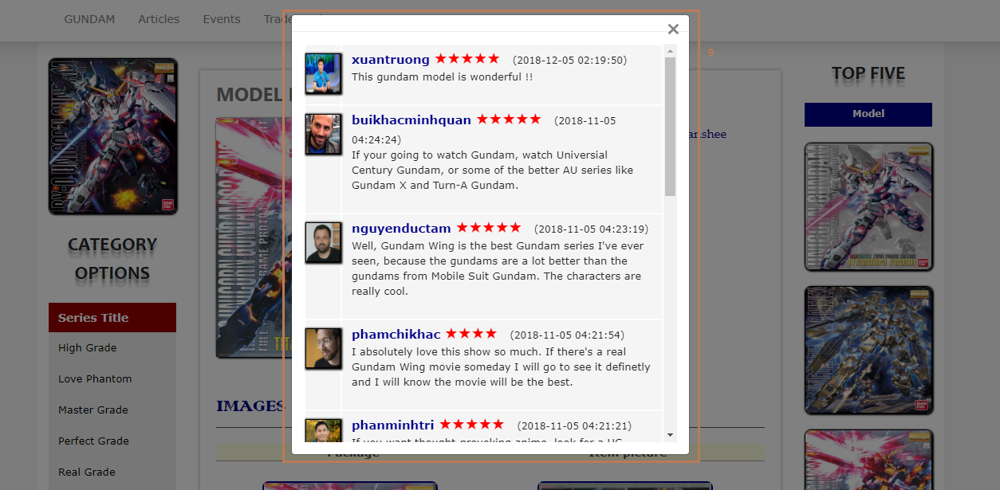 GUNDAM Articles Events Trade
xuantruong ★★★★★ (2018-12-05 02:19:50)
This gundam model is wonderful !!
buikhacminhquan ★★★★★ (2018-11-05
04:24:24)
If your going to watch Gundam, watch Universial
Century Gundam, or some of the better AU series like
Gundam X and Turn-A Gundam.
nguyenductam ★★★★★ (2018-11-05 04:23:19)
Well, Gundam Wing is the best Gundam series I've ever
seen, because the gundams are a lot better than the
gundams from Mobile Suit Gundam. The characters are
really cool.
phamchikhac ★★★★ (2018-11-05 04:21:54)
I absolutely love this show so much. If there's a real
Gundam Wing movie someday I will go to see it definetly
and I will know the movie will be the best.
phanminhtri ★★★★★ (2018-11-05 04:21:21)
If you want thought-provoking anime, look for a UC
9
CATEGORY
OPTIONS
Series Title
High Grade
Love Phantom
Master Grade
Perfect Grade
Real Grade
MODEL
IMAGES
Package Item picture
TOP FIVE
Model